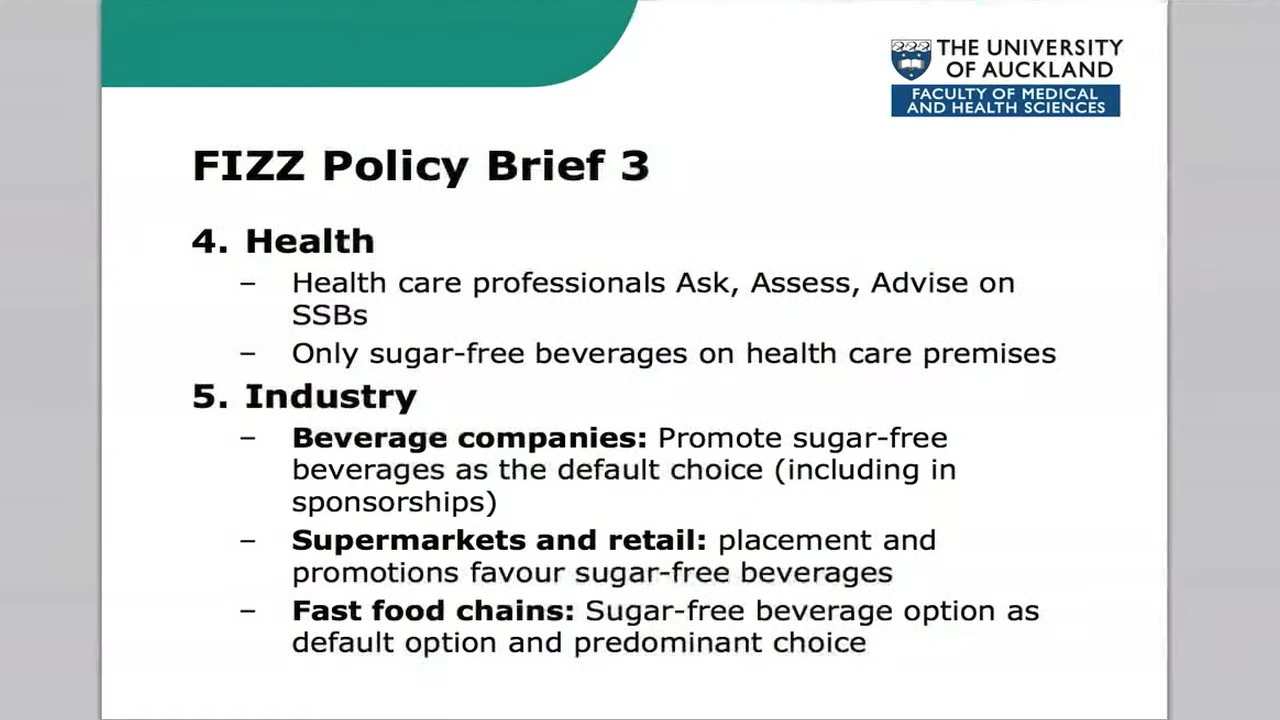 THE UNIVERSITY
OF AUCKLAND
FACULTY OF MEDICAL
AND HEALTH SCIENCES
FIZZ Policy Brief 3
4. Health
– Health care professionals Ask, Assess, Advise on
SSBs
– Only sugar-free beverages on health care premises
5. Industry
– Beverage companies: Promote sugar-free
beverages as the default choice (including in
sponsorships)
– Supermarkets and retail: placement and
promotions favour sugar-free beverages
– Fast food chains: Sugar-free beverage option as
default option and predominant choice